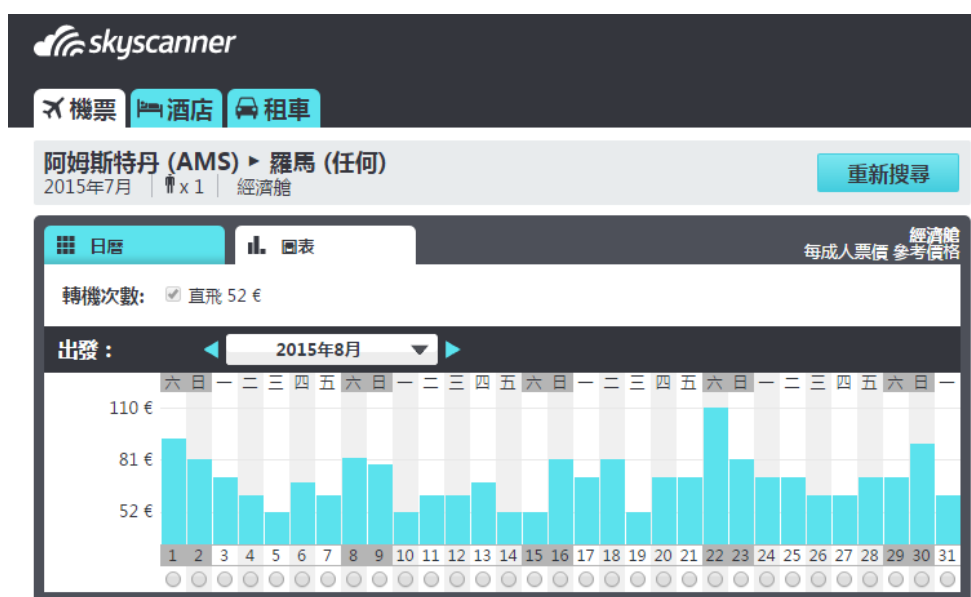 skyscanner
機票 酒店 租車
阿姆斯特丹 (AMS) ▸ 羅馬 (任何)
2015年7月 x 1 經濟艙
重新搜尋
日曆 圖表
經濟艙
每成人票價 參考價格
轉機次數: 直飛 52 €
出發：
2015年8月
六 日 一 二 三 四 五 六 日 一 二 三 四 五 六 日 一 二 三 四 五 六 日 一 二 三 四 五 六 日 一
110 €
81 €
52 €
1 2 3 4 5 6 7 8 9 10 11 12 13 14 15 16 17 18 19 20 21 22 23 24 25 26 27 28 29 30 31